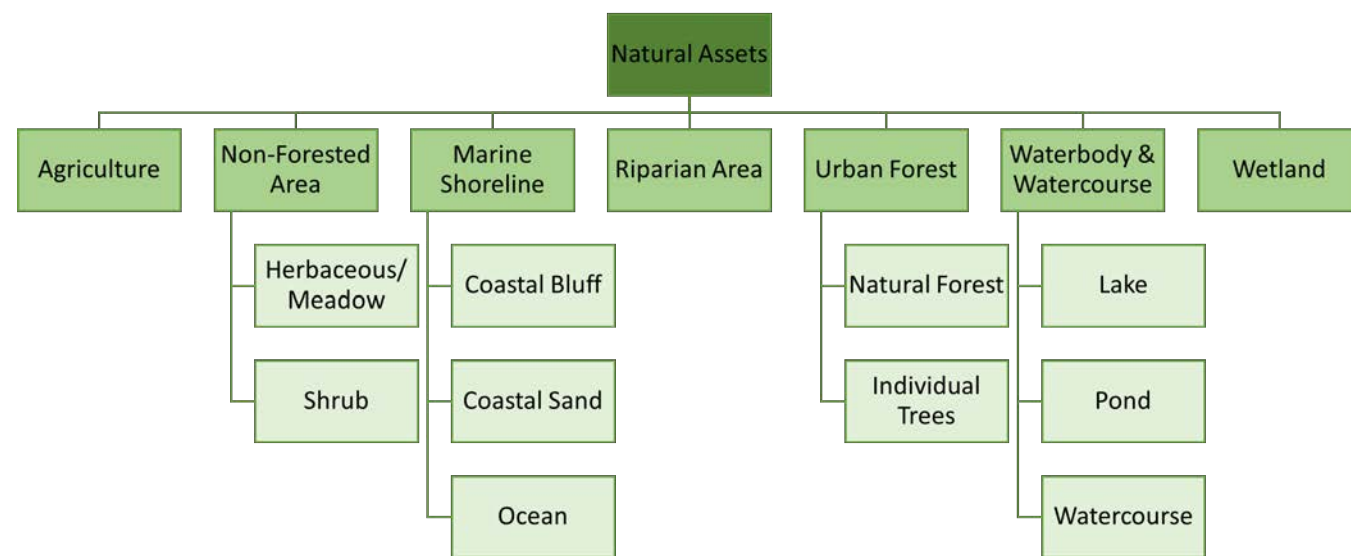 Natural Assets
Agriculture
Non-Forested
Area
Marine
Shoreline
Riparian Area
Urban Forest
Waterbody &
Watercourse
Wetland
Herbaceous/
Meadow
Shrub
Coastal Bluff
Coastal Sand
Ocean
Natural Forest
Individual
Trees
Lake
Pond
Watercourse